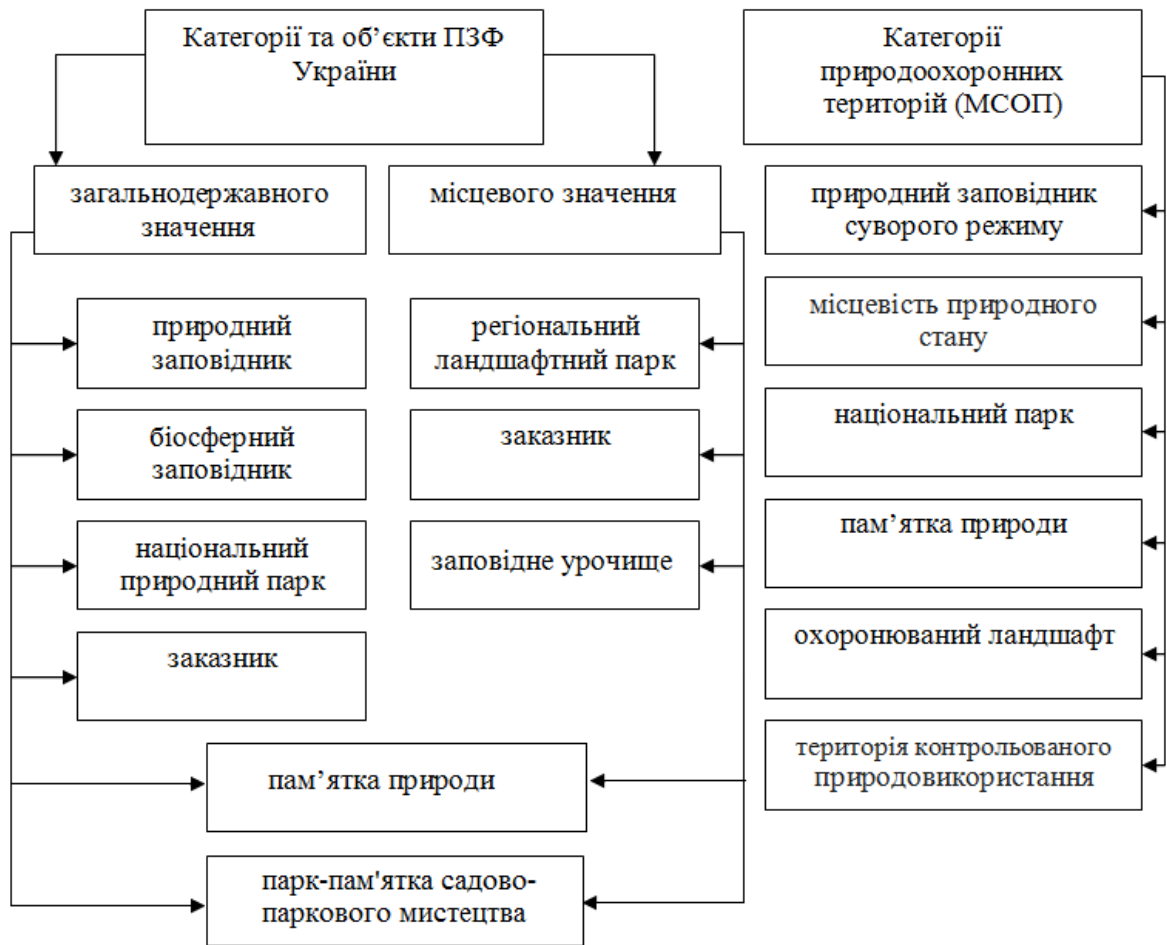 Категорії та об’єкти ПЗФ
України
Категорії
природоохоронних
територій (МСОП)
загальнодержавного
значення
місцевого значення
природний заповідник
суворого режиму
природний
заповідник
регіональний
ландшафтний парк
місцевість природного
стану
біосферний
заповідник
заказник
національний парк
національний
природний парк
заповідне урочище
пам’ятка природи
заказник
охоронюваний ландшафт
пам’ятка природи
територія контрольованого
природовикористання
парк-пам'ятка садово-
паркового мистецтва